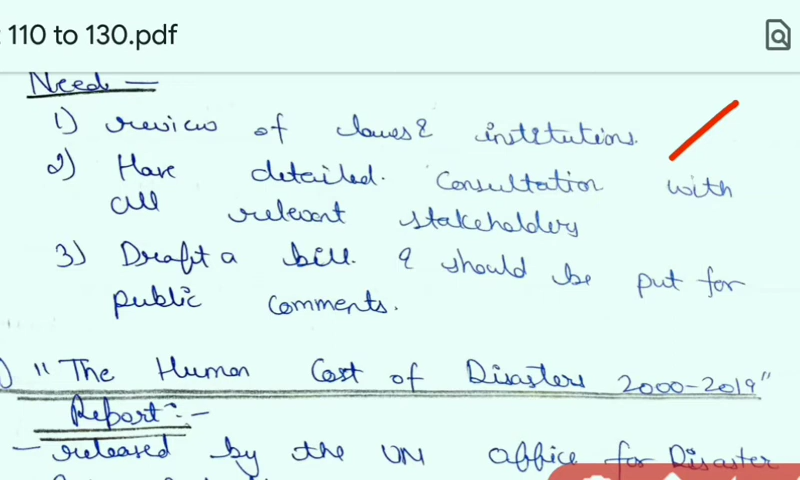 110 to 130.pdf
Need —
1) review of laws & institutions.
2) Have detailed consultation with
all relevant stakeholders
3) Draft a bill & should be put for
public comments.
) "The Human Cost of Disasters 2000-2019"
Report:-
- released by the UN office for Disaster